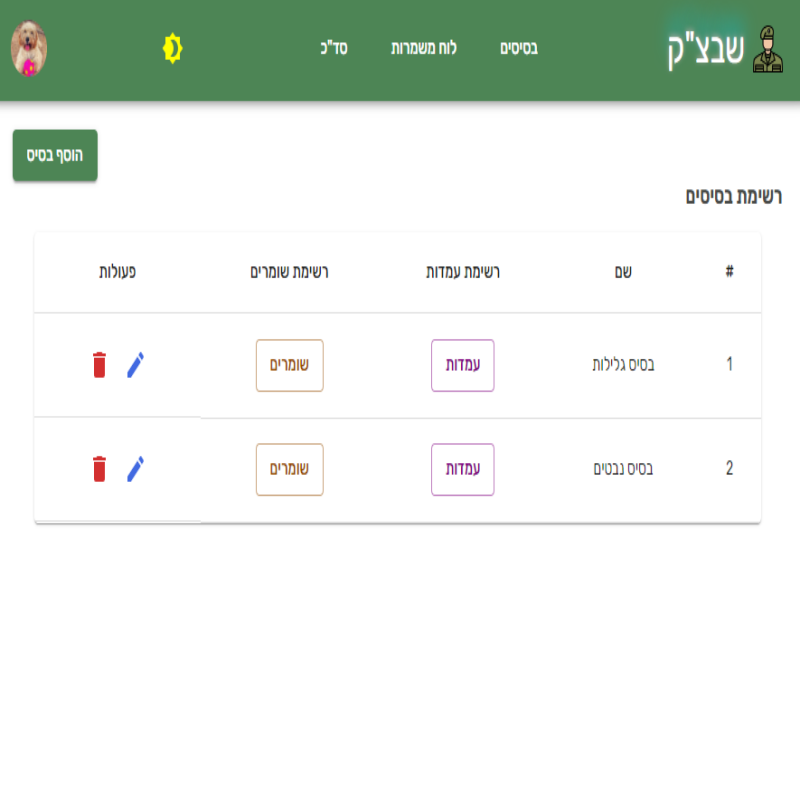 שבצ"ק
בסיסים לוח משמרות סד"כ
הוסף בסיס
רשימת בסיסים
# שם רשימת עמדות רשימת שומרים פעולות
1 בסיס גלילות עמדות שומרים
2 בסיס נבטים עמדות שומרים